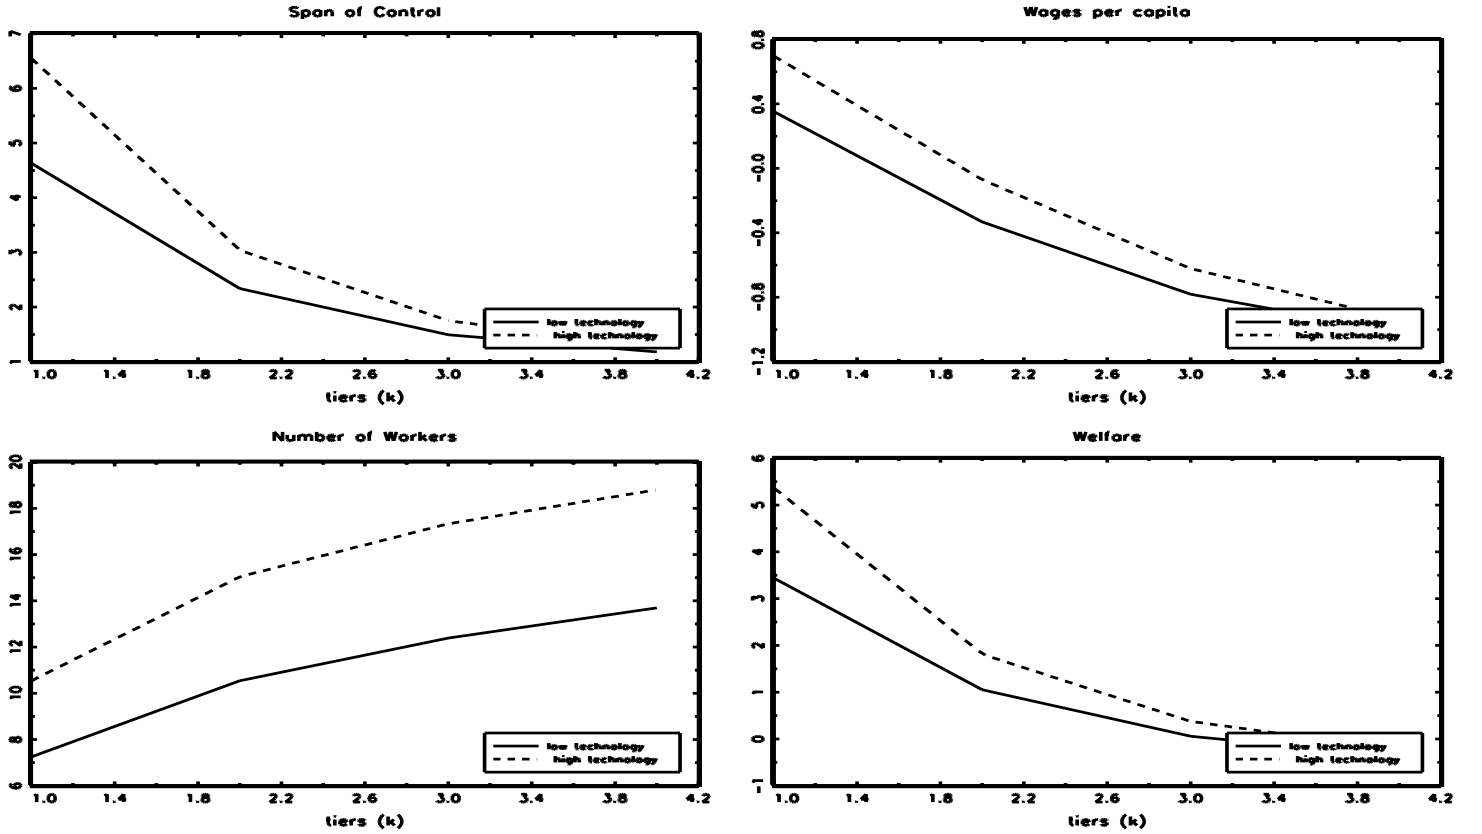 Span of Control
7
6
5
4
3
2
1
low technology
high technology
1.0 1.4 1.8 2.2 2.6 3.0 3.4 3.8 4.2
tiers (k)
Wages per capita
0.8
0.4
-0.0
-0.4
-0.8
-1.2
low technology
high technology
1.0 1.4 1.8 2.2 2.6 3.0 3.4 3.8 4.2
tiers (k)
Number of Workers
20
18
16
14
12
10
8
6
low technology
high technology
1.0 1.4 1.8 2.2 2.6 3.0 3.4 3.8 4.2
tiers (k)
Welfare
6
5
4
3
2
1
0
-1
low technology
high technology
1.0 1.4 1.8 2.2 2.6 3.0 3.4 3.8 4.2
tiers (k)